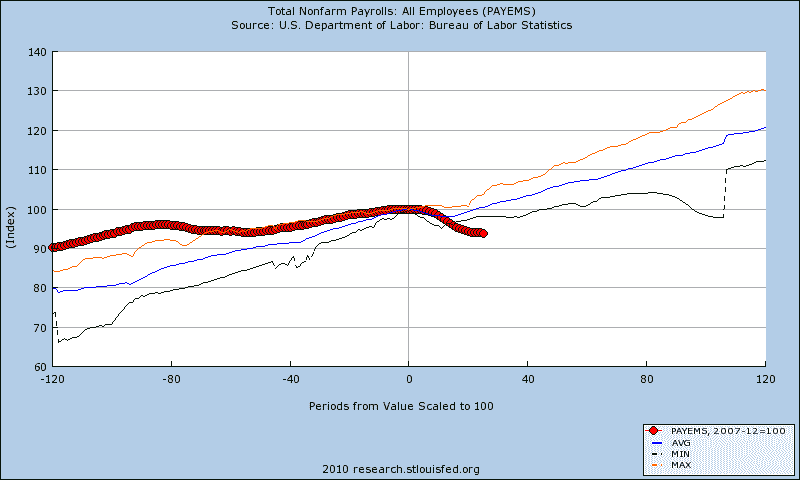 Total Nonfarm Payrolls: All Employees (PAYEMS)
Source: U.S. Department of Labor: Bureau of Labor Statistics
140
130
120
110
100
90
80
70
60
(Index)
-120
-80
-40
0
40
80
120
Periods from Value Scaled to 100
PAYEMS, 2007-12=100
AVG
MIN
MAX
2010 research.stlouisfed.org